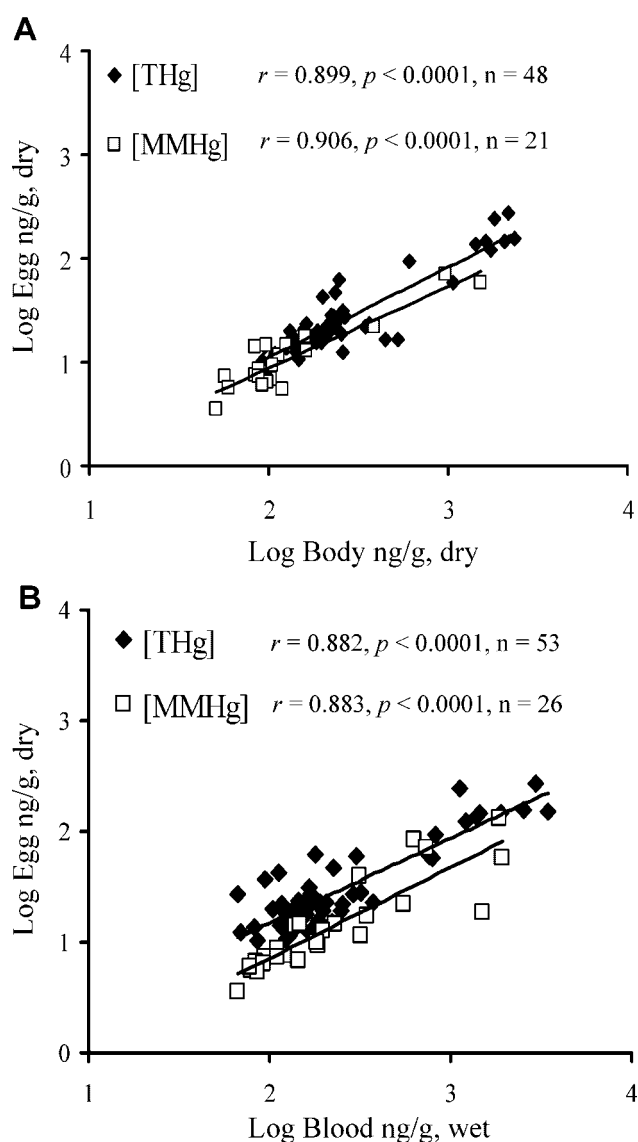 A
4
[THg] r = 0.899, p < 0.0001, n = 48
3
[MMHg] r = 0.906, p < 0.0001, n = 21
Log Egg ng/g, dry
2
1
0
1 2 3 4
Log Body ng/g, dry
B
4
[THg] r = 0.882, p < 0.0001, n = 53
[MMHg] r = 0.883, p < 0.0001, n = 26
3
Log Egg ng/g, dry
2
1
0
1 2 3 4
Log Blood ng/g, wet